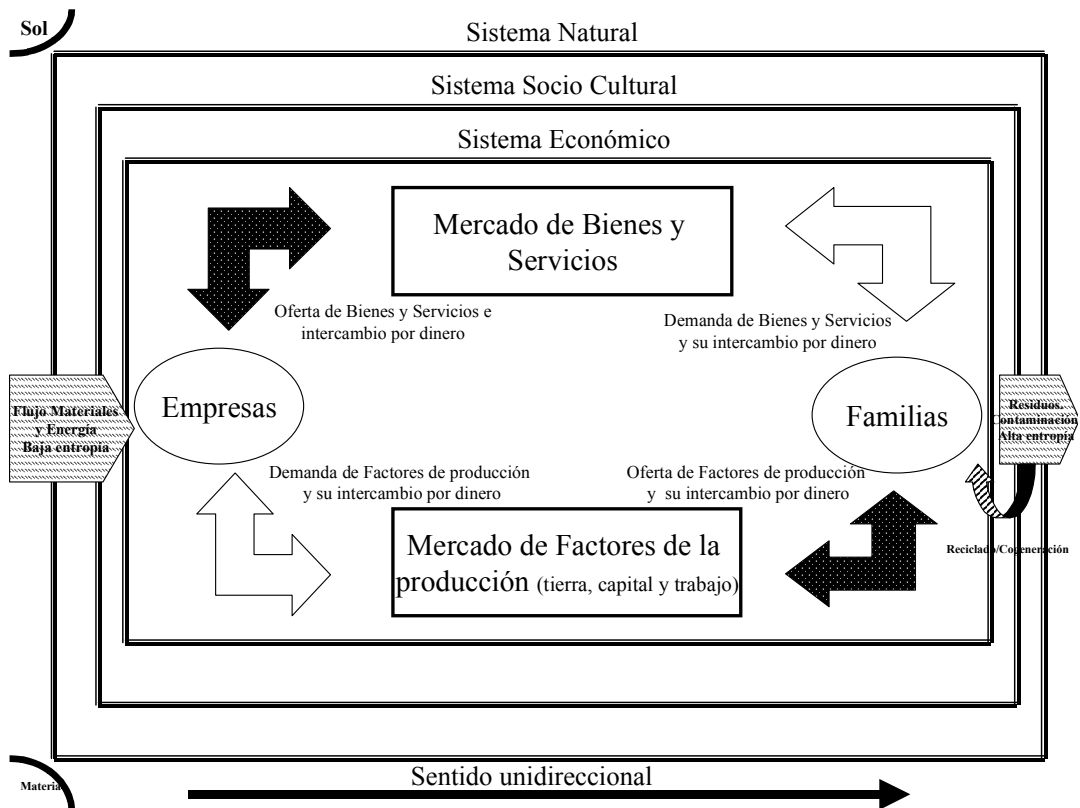 Sol
Sistema Natural
Sistema Socio Cultural
Sistema Económico
Mercado de Bienes y
Servicios
Oferta de Bienes y Servicios e
intercambio por dinero
Demanda de Bienes y Servicios
y su intercambio por dinero
Flujo Materiales
y Energía
Baja entropía
Empresas
Familias
Residuos.
Contaminación
Alta entropía
Demanda de Factores de producción
y su intercambio por dinero
Oferta de Factores de producción
y su intercambio por dinero
Mercado de Factores de la
producción (tierra, capital y trabajo)
Reciclado/Cogeneración
Materia
Sentido unidireccional